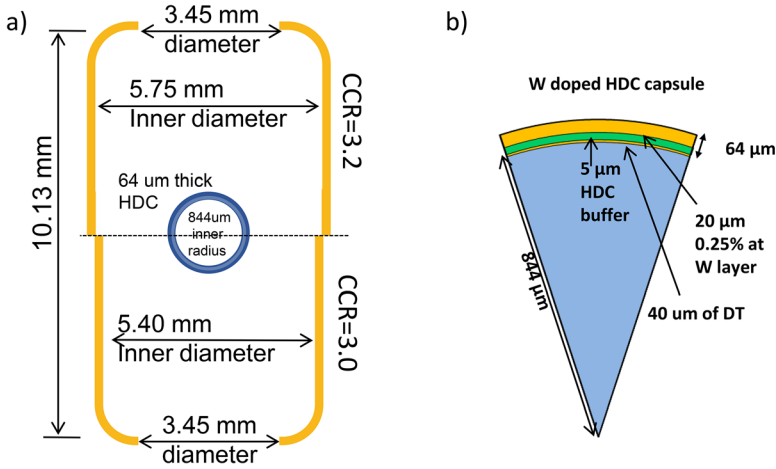 a)
3.45 mm
diameter
5.75 mm
Inner diameter
CCR=3.2
10.13 mm
64 um thick
HDC
844um
inner
radius
5.40 mm
Inner diameter
CCR=3.0
3.45 mm
diameter
b)
W doped HDC capsule
64 µm
5 µm
HDC
buffer
20 µm
0.25% at
W layer
844 µm
40 um of DT